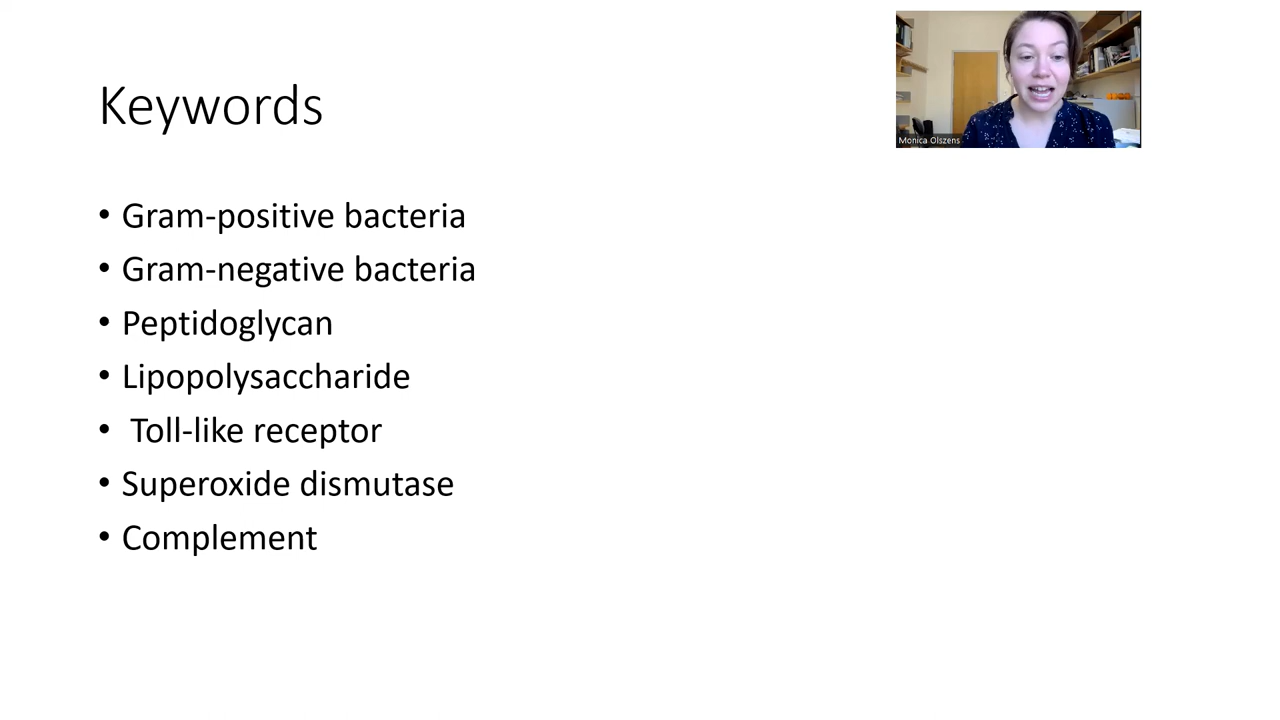 Keywords
Monica Olszens
• Gram-positive bacteria
• Gram-negative bacteria
• Peptidoglycan
• Lipopolysaccharide
• Toll-like receptor
• Superoxide dismutase
• Complement